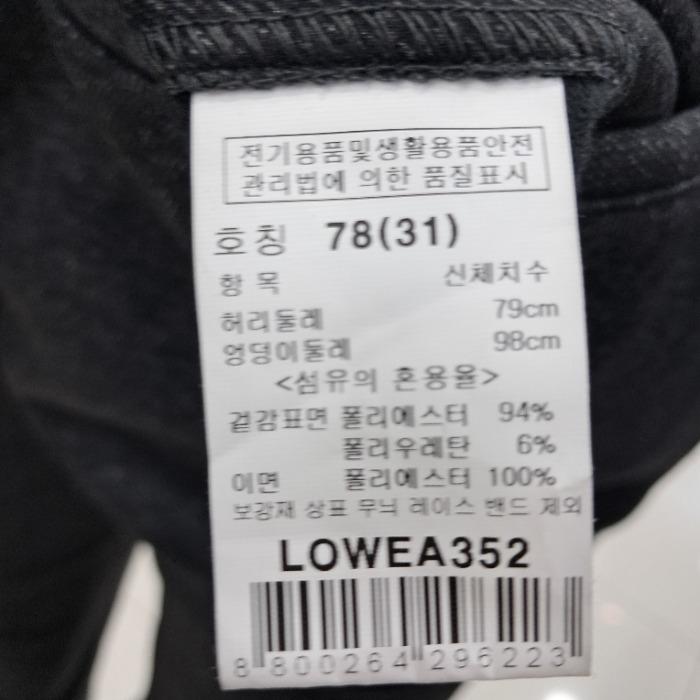 전기용품및생활용품안전
관리법에 의한 품질표시
호칭 78(31)
항목 신체치수
허리둘레 79cm
엉덩이둘레 98cm
<섬유의 혼용율>
겉감표면 폴리에스터 94%
폴리우레탄 6%
이면 폴리에스터 100%
보강재 상표 무늬 레이스 밴드 제외
LOWEA352
8 800264 296223